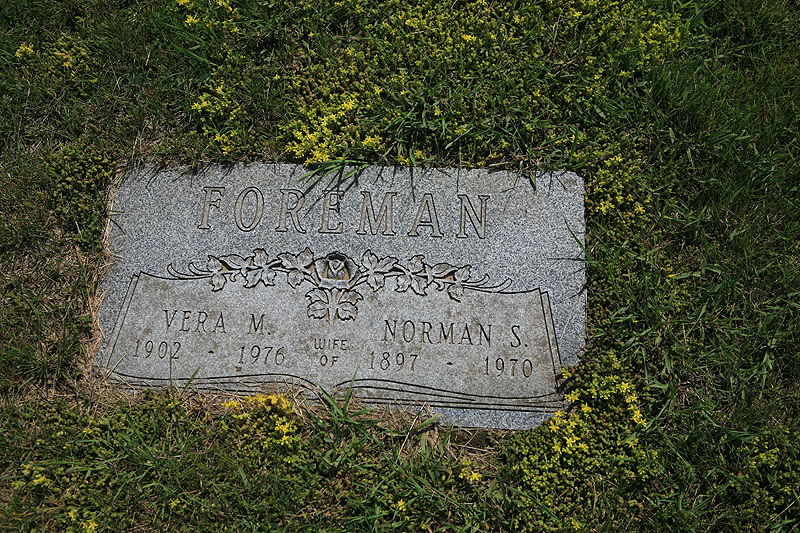 FOREMAN
VERA M. WIFE OF NORMAN S.
1902 - 1976 1897 - 1970